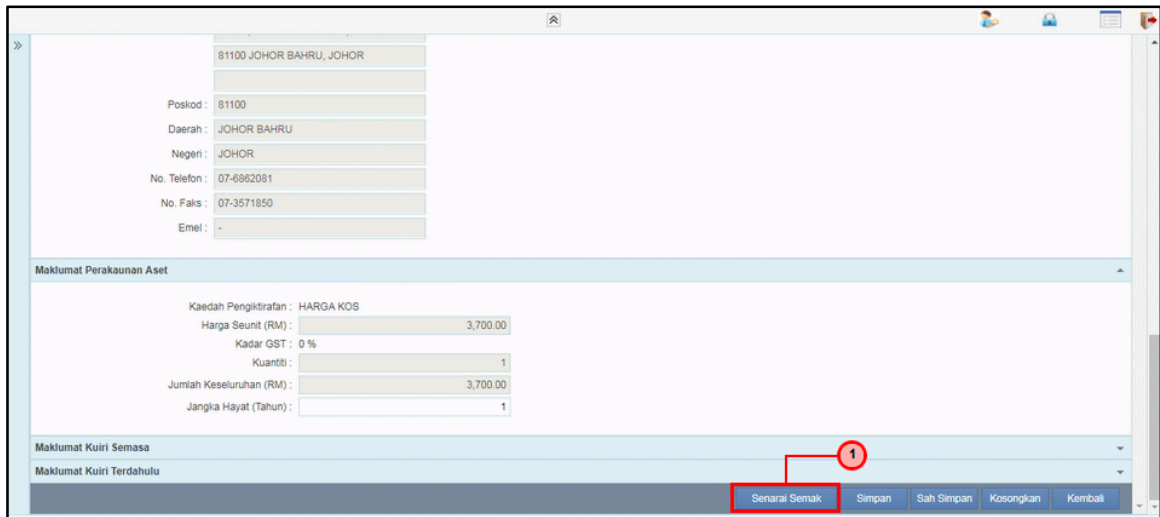 81100 JOHOR BAHRU, JOHOR
Poskod : 81100
Daerah : JOHOR BAHRU
Negeri : JOHOR
No. Telefon : 07-6862081
No. Faks : 07-3571850
Emel : -
Maklumat Perakaunan Aset
Kaedah Pengiktirafan : HARGA KOS
Harga Seunit (RM) : 3,700.00
Kadar GST : 0 %
Kuantiti : 1
Jumlah Keseluruhan (RM) : 3,700.00
Jangka Hayat (Tahun) : 1
Maklumat Kuiri Semasa
1
Maklumat Kuiri Terdahulu
Senarai Semak Simpan Sah Simpan Kosongkan Kembali